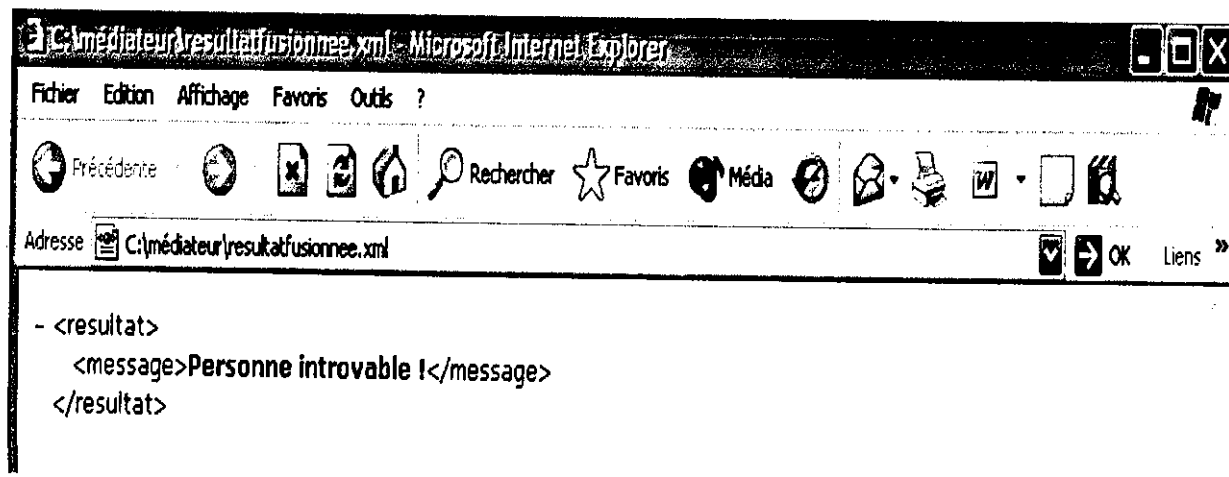 C:\médiateur\resultatfusionnee.xml - Microsoft Internet Explorer
Fichier Edition Affichage Favoris Outils ?
Précédente Rechercher Favoris Média
Adresse C:\médiateur\resultatfusionnee.xml OK Liens »
- <resultat>
<message>Personne introvable !</message>
</resultat>